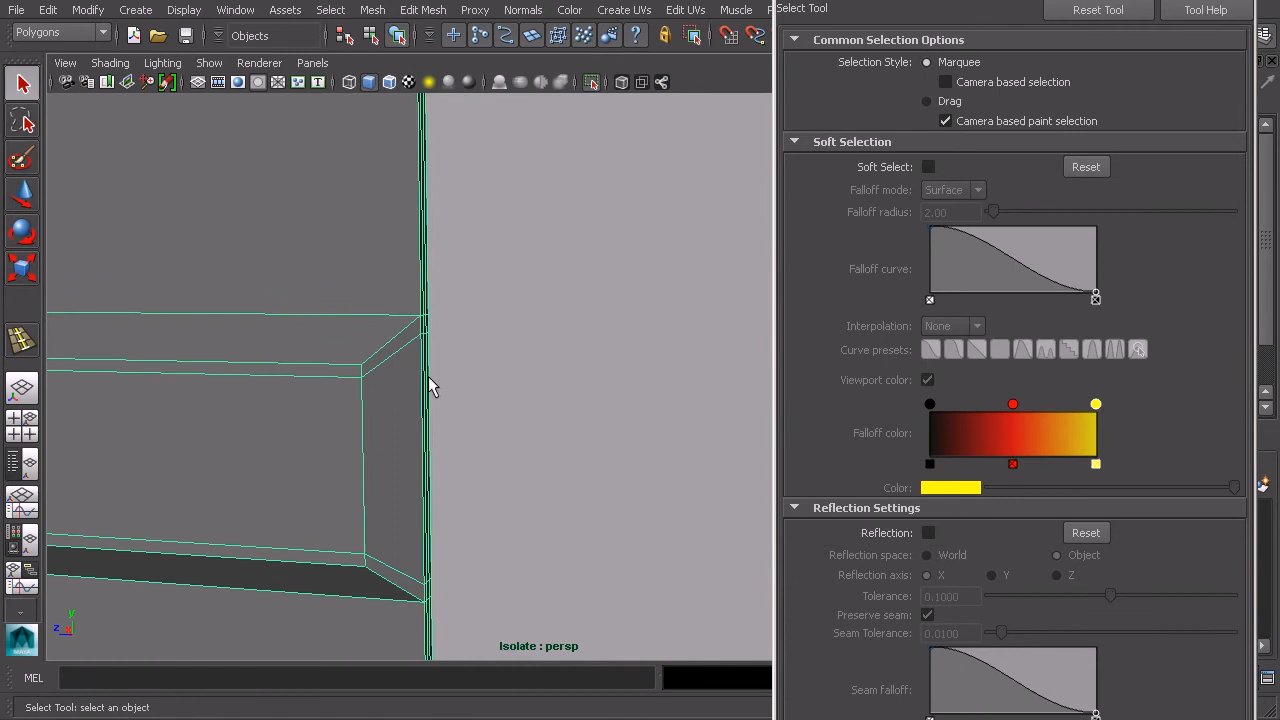 Select Tool
File Edit Modify Create Display Window Assets Select Mesh Edit Mesh Proxy Normals Color Create UVs Edit UVs Muscle
Reset Tool Tool Help
Polygons Objects
Common Selection Options
View Shading Lighting Show Renderer Panels
Selection Style: Marquee
Camera based selection
Drag
Camera based paint selection
Soft Selection
Soft Select: Reset
Falloff mode: Surface
Falloff radius: 2.00
Falloff curve:
Interpolation: None
Curve presets:
Viewport color:
Falloff color:
Color:
Reflection Settings
Reflection: Reset
Reflection space: World Object
Reflection axis: X Y Z
Tolerance: 0.1000
Preserve seam:
Seam Tolerance: 0.0100
y
z x
Isolate : persp
MEL
Seam falloff:
Select Tool: select an object